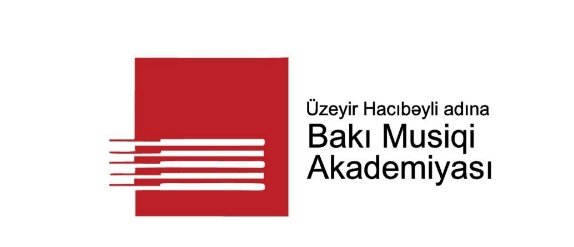 Üzeyir Hacıbəyli adına
Bakı Musiqi
Akademiyası